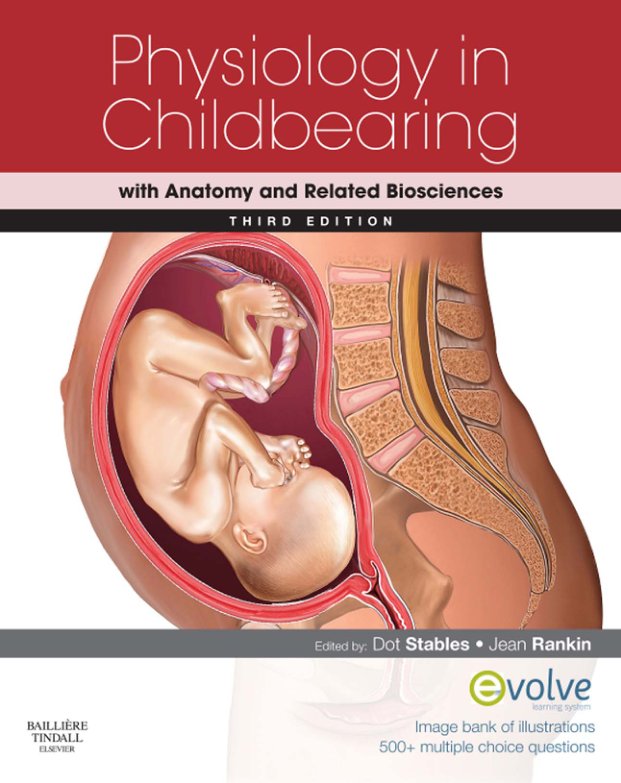 Physiology in
Childbearing
with Anatomy and Related Biosciences
THIRD EDITION
Edited by: Dot Stables • Jean Rankin
evolve
learning system
BAILLIÈRE
TINDALL
ELSEVIER
Image bank of illustrations
500+ multiple choice questions